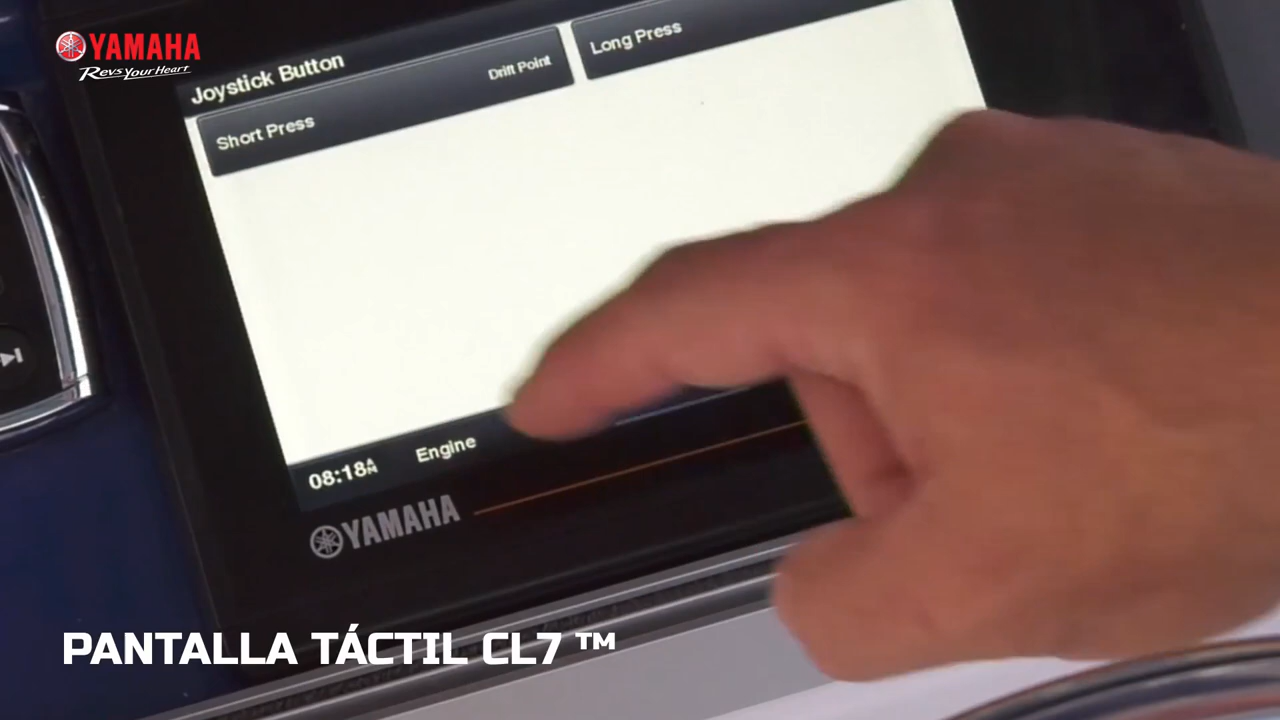 YAMAHA
Revs Your Heart
Joystick Button
Short Press
Drift Point
Long Press
08:18AM
Engine
YAMAHA
PANTALLA TÁCTIL CL7 ™